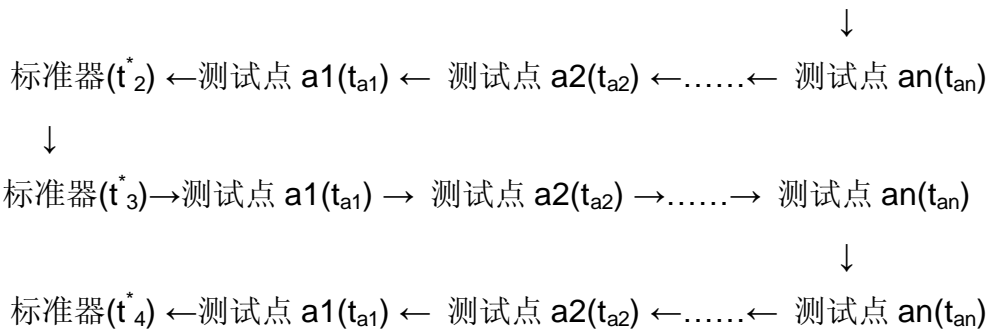 ↓
标准器(t*2) ←测试点 a1(ta1) ← 测试点 a2(ta2) ←……← 测试点 an(tan)
↓
标准器(t*3)→测试点 a1(ta1) → 测试点 a2(ta2) →……→ 测试点 an(tan)
↓
标准器(t*4) ←测试点 a1(ta1) ← 测试点 a2(ta2) ←……← 测试点 an(tan)